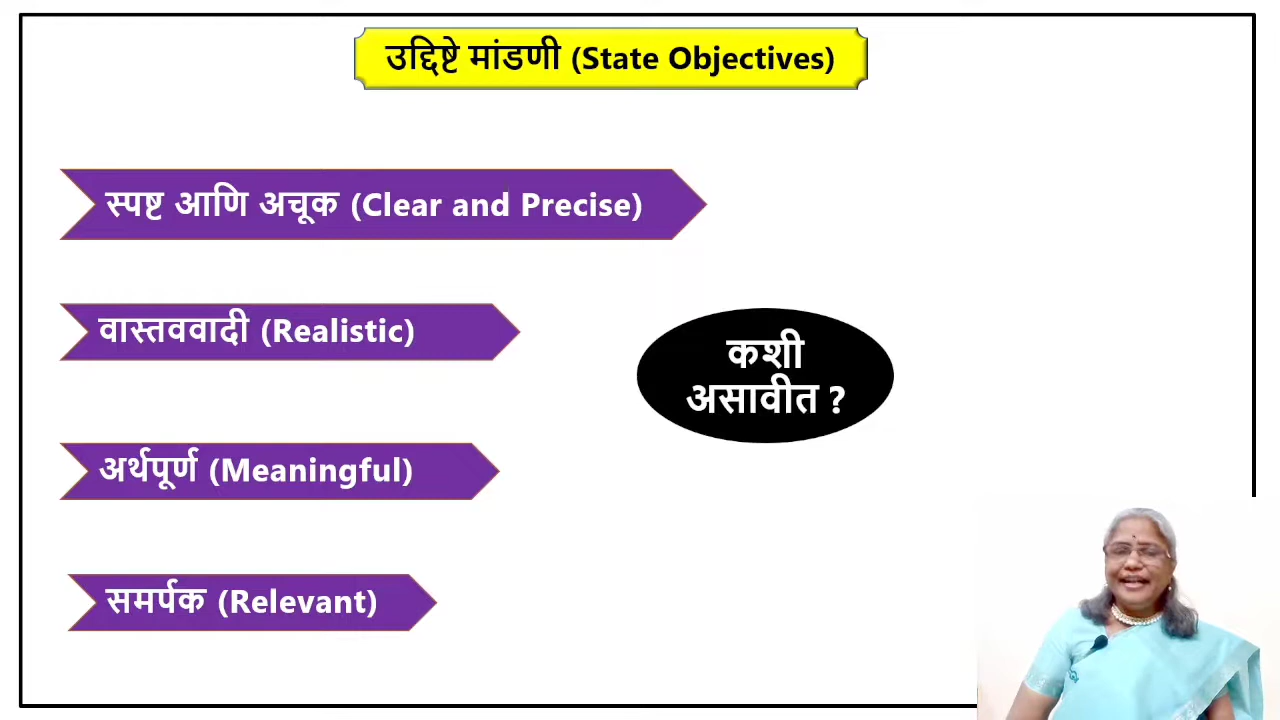 उद्दिष्टे मांडणी (State Objectives)
स्पष्ट आणि अचूक (Clear and Precise)
वास्तववादी (Realistic)
कशी
असावीत ?
अर्थपूर्ण (Meaningful)
समर्पक (Relevant)